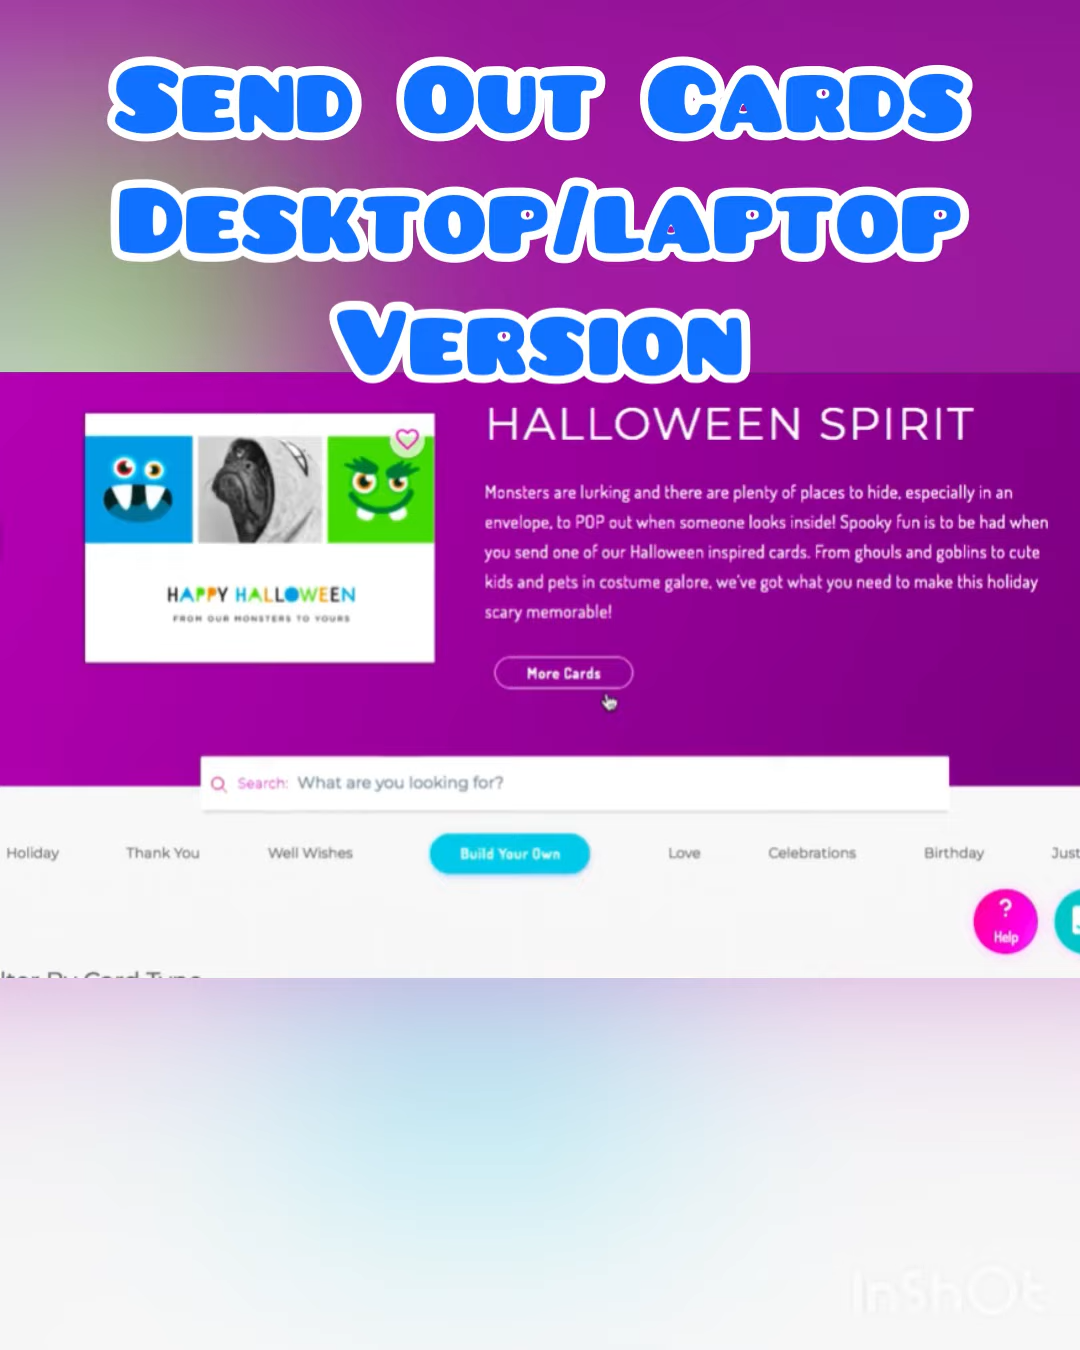 Send Out Cards
Desktop/laptop
Version
HALLOWEEN SPIRIT
Monsters are lurking and there are plenty of places to hide, especially in an
envelope, to POP out when someone looks inside! Spooky fun is to be had when
you send one of our Halloween inspired cards. From ghouls and goblins to cute
kids and pets in costume galore, we've got what you need to make this holiday
scary memorable!
HAPPY HALLOWEEN
FROM OUR MONSTERS TO YOURS
More Cards
Search: What are you looking for?
Holiday Thank You Well Wishes Build Your Own Love Celebrations Birthday Just
?
Help
InShOt